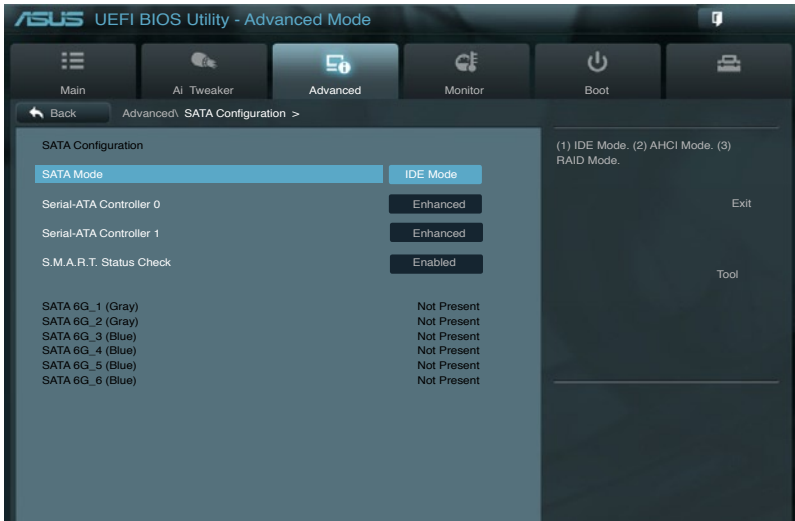 ASUS UEFI BIOS Utility - Advanced Mode
Exit
Main
Ai Tweaker
Advanced
Monitor
Boot
Tool
Back
Advanced\ SATA Configuration >
SATA Configuration
SATA Mode IDE Mode
Serial-ATA Controller 0 Enhanced
Serial-ATA Controller 1 Enhanced
S.M.A.R.T. Status Check Enabled
SATA 6G_1 (Gray) Not Present
SATA 6G_2 (Gray) Not Present
SATA 6G_3 (Blue) Not Present
SATA 6G_4 (Blue) Not Present
SATA 6G_5 (Blue) Not Present
SATA 6G_6 (Blue) Not Present
(1) IDE Mode. (2) AHCI Mode. (3)
RAID Mode.